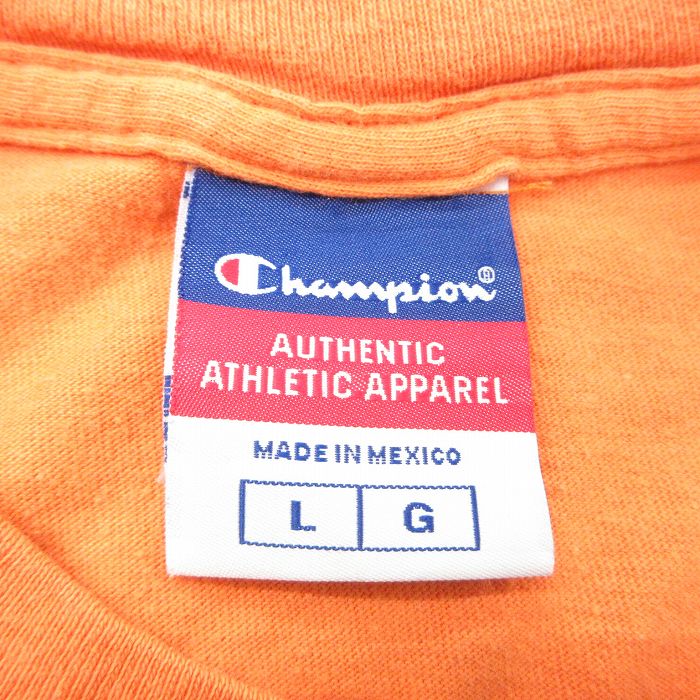 Champion®
AUTHENTIC
ATHLETIC APPAREL
MADE IN MEXICO
L G